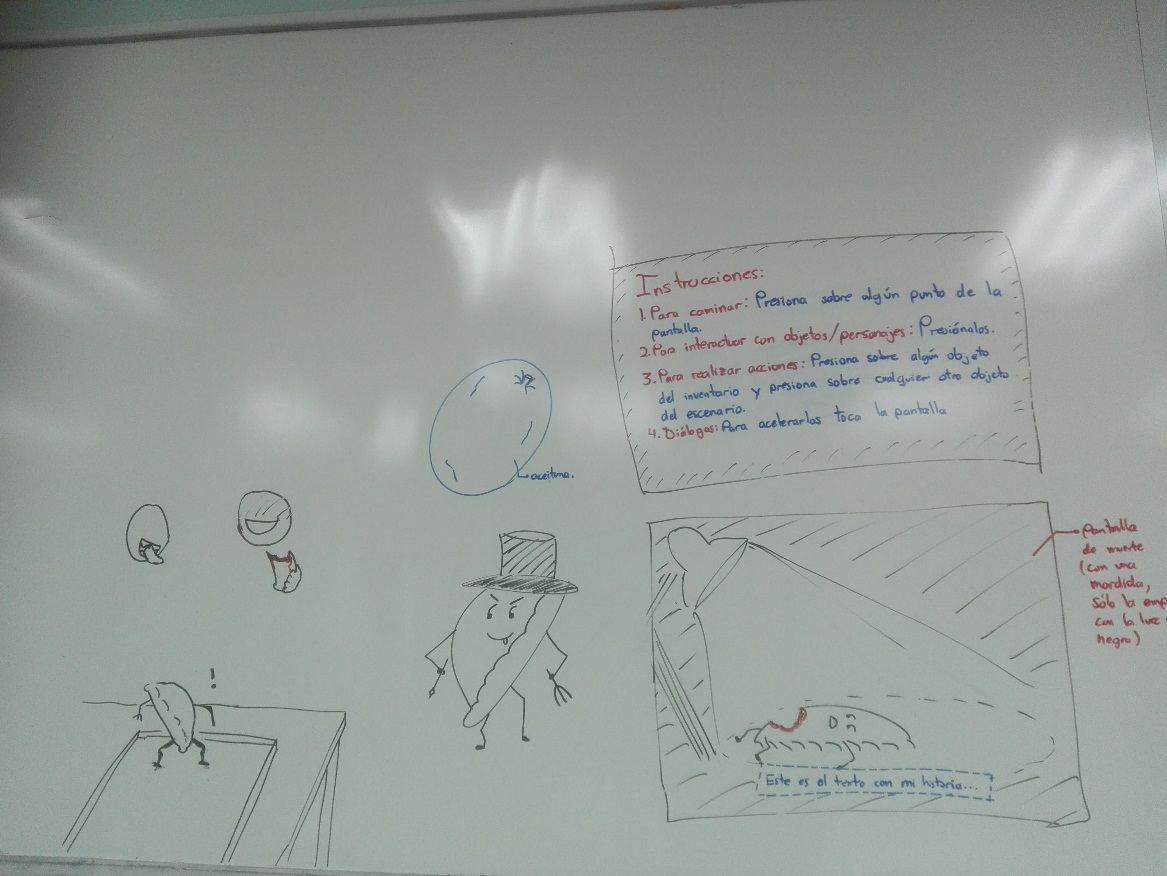 Instrucciones:
1. Para caminar: Presiona sobre algún punto de la
pantalla.
2. Para interactuar con objetos/personajes: Presiónalos.
3. Para realizar acciones: Presiona sobre algún objeto
del inventario y presiona sobre cualquier otro objeto
del escenario.
4. Diálogos: Para acelerarlos toca la pantalla
aceituna.
!
Pantalla
de muerte
(con una
mordida,
sólo la emp
con la luz
negro)
Este es el texto con mi historia...